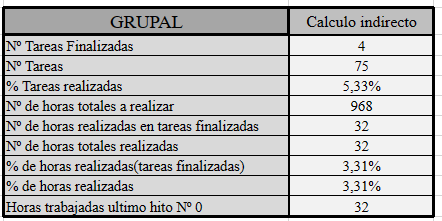 GRUPAL Calculo indirecto
Nº Tareas Finalizadas 4
Nº Tareas 75
% Tareas realizadas 5,33%
Nº de horas totales a realizar 968
Nº de horas realizadas en tareas finalizadas 32
Nº de horas totales realizadas 32
% de horas realizadas(tareas finalizadas) 3,31%
% de horas realizadas 3,31%
Horas trabajadas ultimo hito Nº 0 32